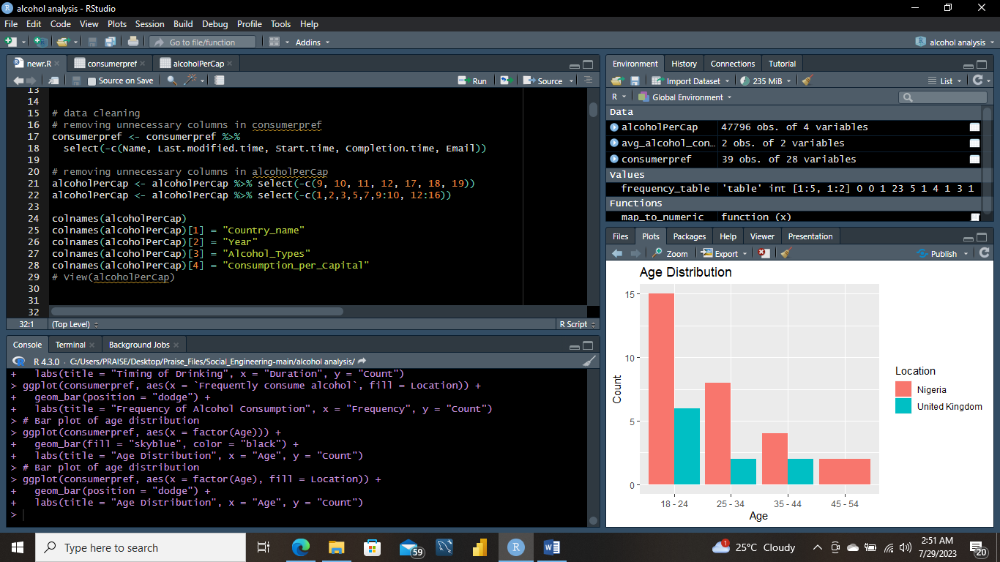 alcohol analysis - RStudio
File Edit Code View Plots Session Build Debug Profile Tools Help
Go to file/function Addins alcohol analysis
newr.R consumerpref alcoholPerCap
Source on Save Run Source
13
14
15 # data cleaning
16 # removing unnecessary columns in consumerpref
17 consumerpref <- consumerpref %>%
18 select(-c(Name, Last.modified.time, Start.time, Completion.time, Email))
19
20 # removing unnecessary columns in alcoholPerCap
21 alcoholPerCap <- alcoholPerCap %>% select(-c(9, 10, 11, 12, 17, 18, 19))
22 alcoholPerCap <- alcoholPerCap %>% select(-c(1,2,3,5,7,9:10, 12:16))
23
24 colnames(alcoholPerCap)
25 colnames(alcoholPerCap)[1] = "Country_name"
26 colnames(alcoholPerCap)[2] = "Year"
27 colnames(alcoholPerCap)[3] = "Alcohol_Types"
28 colnames(alcoholPerCap)[4] = "Consumption_per_Capital"
29 # View(alcoholPerCap)
30
31
32
32:1 (Top Level) R Script
Console Terminal Background Jobs
R 4.3.0 · C:/Users/PRAISE/Desktop/Praise_Files/Social_Engineering-main/alcohol analysis/
+ labs(title = "Timing of Drinking", x = "Duration", y = "Count")
> ggplot(consumerpref, aes(x = `Frequently consume alcohol`, fill = Location)) +
+ geom_bar(position = "dodge") +
+ labs(title = "Frequency of Alcohol Consumption", x = "Frequency", y = "Count")
> # Bar plot of age distribution
> ggplot(consumerpref, aes(x = factor(Age))) +
+ geom_bar(fill = "skyblue", color = "black") +
+ labs(title = "Age Distribution", x = "Age", y = "Count")
> # Bar plot of age distribution
> ggplot(consumerpref, aes(x = factor(Age), fill = Location)) +
+ geom_bar(position = "dodge") +
+ labs(title = "Age Distribution", x = "Age", y = "Count")
>
Environment History Connections Tutorial
Import Dataset 235 MiB List
R Global Environment
Data
alcoholPerCap 47796 obs. of 4 variables
avg_alcohol_con… 2 obs. of 2 variables
consumerpref 39 obs. of 28 variables
Values
frequency_table 'table' int [1:5, 1:2] 0 0 1 23 5 1 4 1 3 1
Functions
map_to_numeric function (x)
Files Plots Packages Help Viewer Presentation
Zoom Export Publish
Age Distribution
15
10
5
0
Count
18 - 24 25 - 34 35 - 44 45 - 54
Age
Location
Nigeria
United Kingdom
Type here to search
59
R
1
25°C Cloudy
2:51 AM
7/29/2023
20